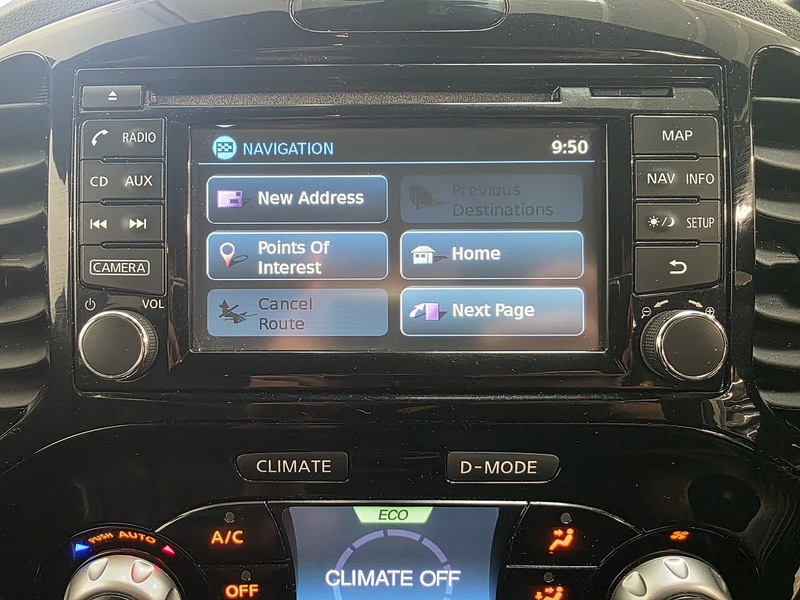 RADIO
CD AUX
CAMERA
VOL
NAVIGATION 9:50
New Address
Previous
Destinations
Points Of
Interest
Home
Cancel
Route
Next Page
MAP
NAV INFO
SETUP
CLIMATE
D-MODE
PUSH AUTO
A/C
OFF
ECO
CLIMATE OFF